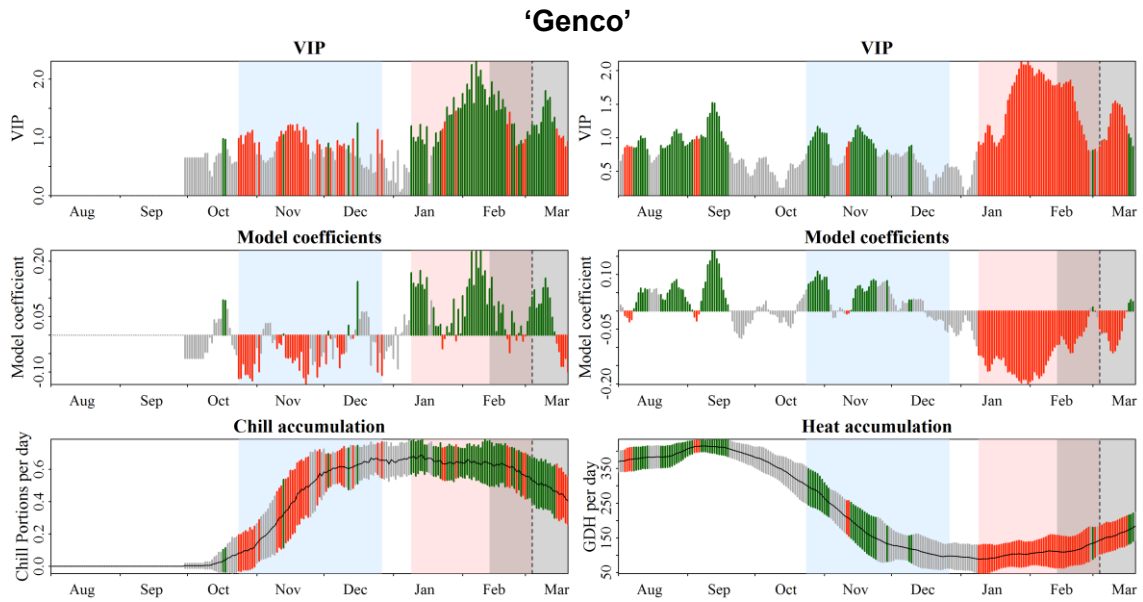 ‘Genco’
VIP
VIP
VIP
0.0 1.0 2.0
Aug Sep Oct Nov Dec Jan Feb Mar
VIP
0.5 1.0 1.5 2.0
Aug Sep Oct Nov Dec Jan Feb Mar
Model coefficients
Model coefficients
Model coefficient
-0.10 0.05 0.20
Aug Sep Oct Nov Dec Jan Feb Mar
Model coefficient
-0.20 -0.05 0.10
Aug Sep Oct Nov Dec Jan Feb Mar
Chill accumulation
Heat accumulation
Chill Portions per day
0.0 0.2 0.4 0.6
Aug Sep Oct Nov Dec Jan Feb Mar
GDH per day
50 150 250 350
Aug Sep Oct Nov Dec Jan Feb Mar